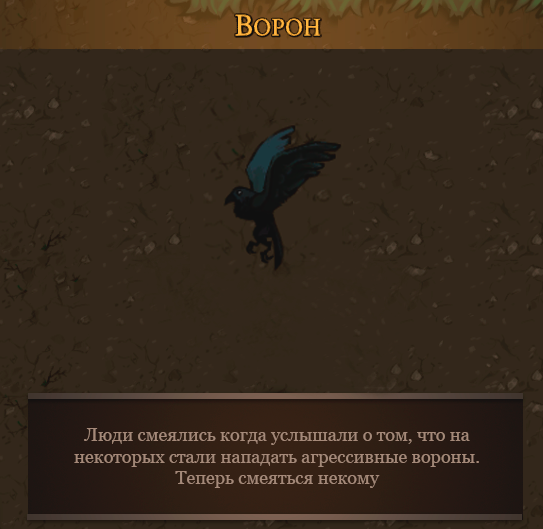 Ворон
Люди смеялись когда услышали о том, что на
некоторых стали нападать агрессивные вороны.
Теперь смеяться некому